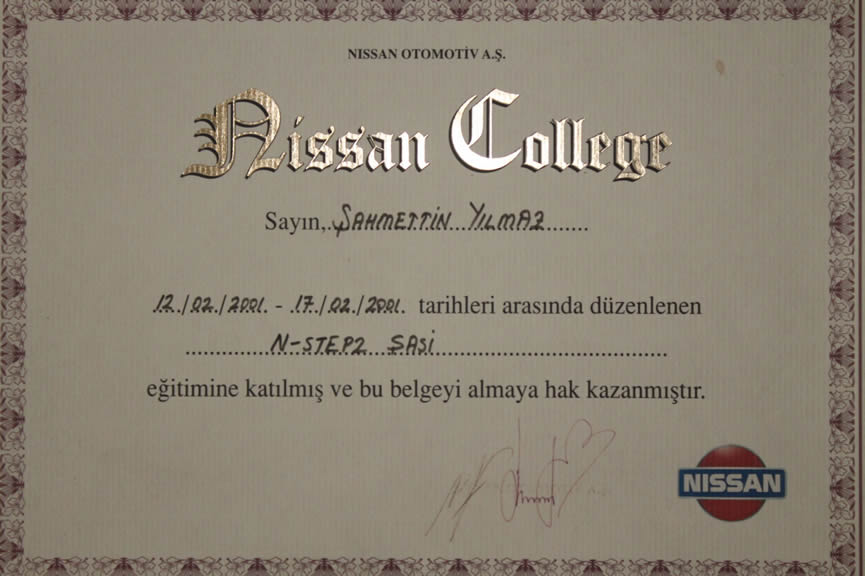 NISSAN OTOMOTİV A.Ş.
Nissan College
Sayın,..ŞAHMETTİN...YILMAZ.......
12./02./2001. - 17./02./2001. tarihleri arasında düzenlenen
..............N-STEP2...ŞASİ........................................
eğitimine katılmış ve bu belgeyi almaya hak kazanmıştır.
NISSAN